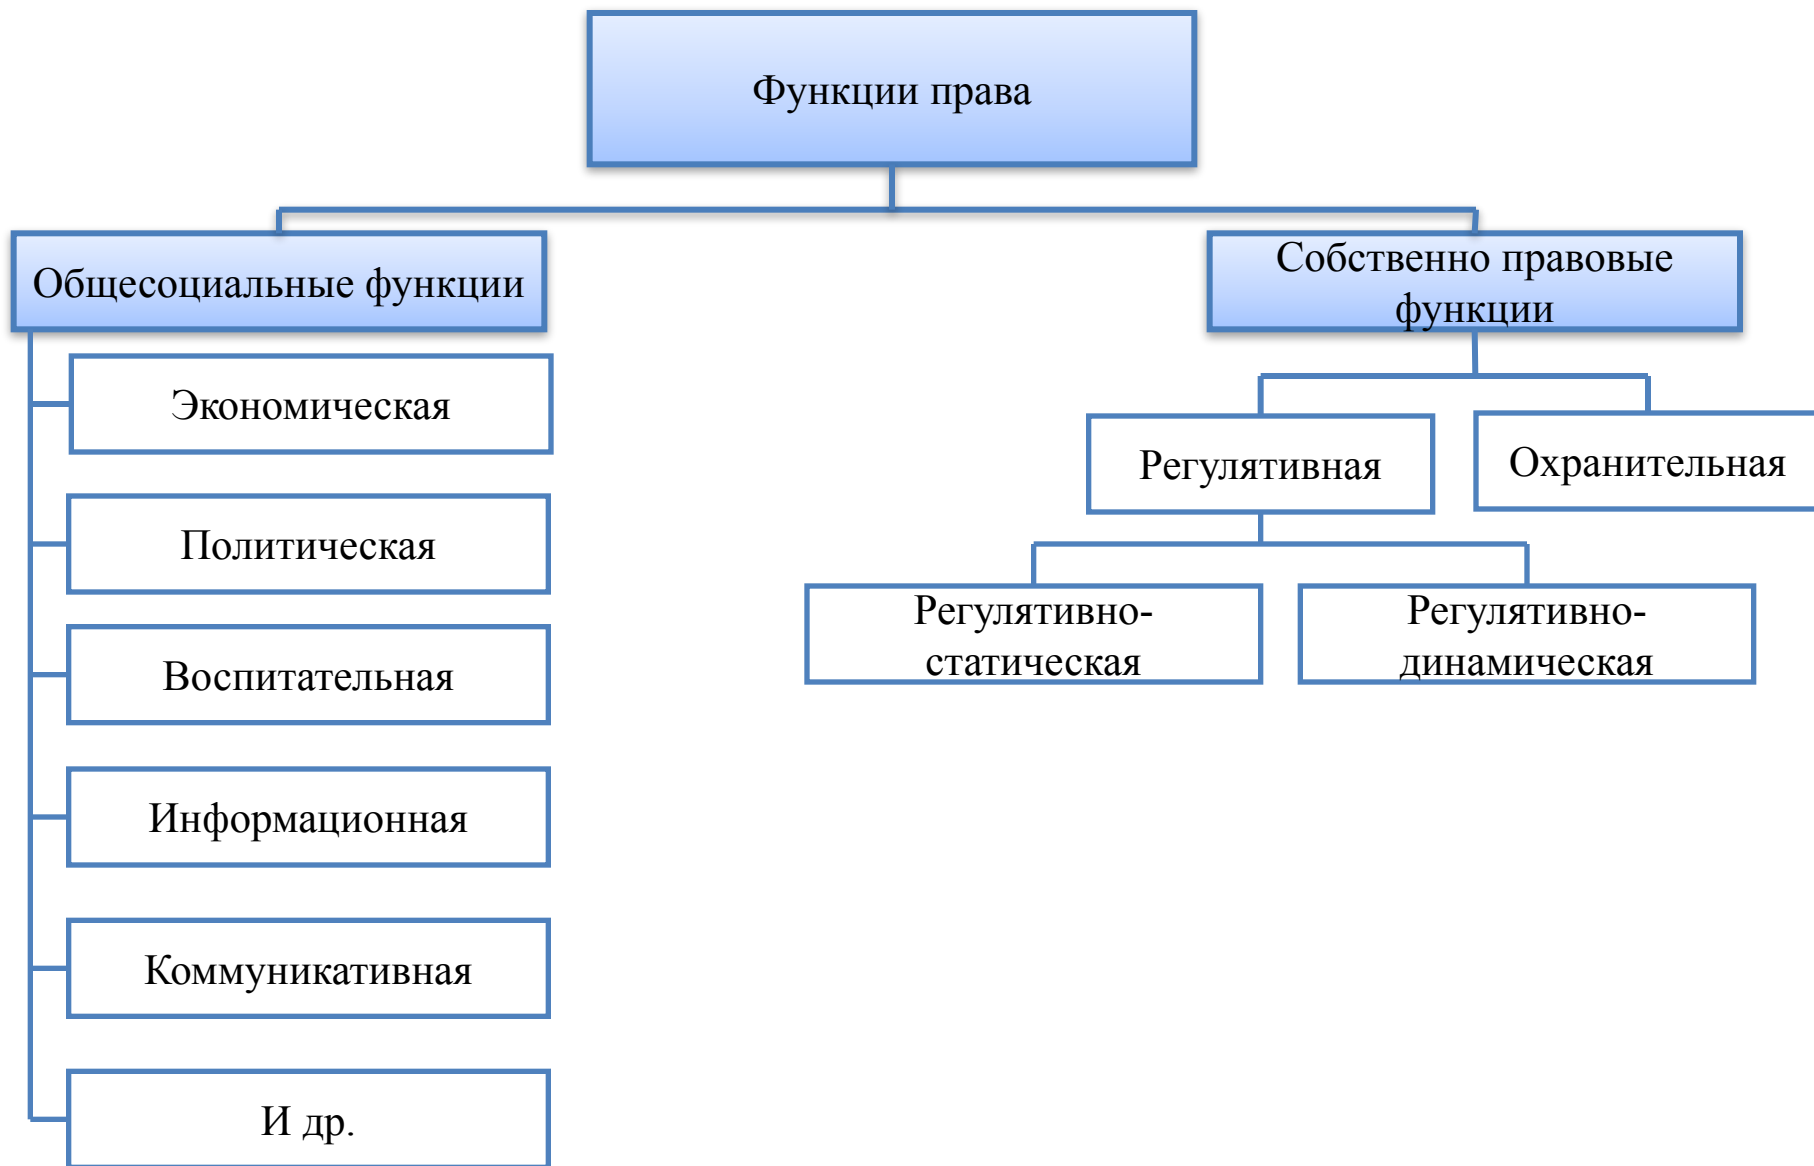 Функции права
Общесоциальные функции
Экономическая
Политическая
Воспитательная
Информационная
Коммуникативная
И др.
Собственно правовые
функции
Регулятивная
Охранительная
Регулятивно-
статическая
Регулятивно-
динамическая